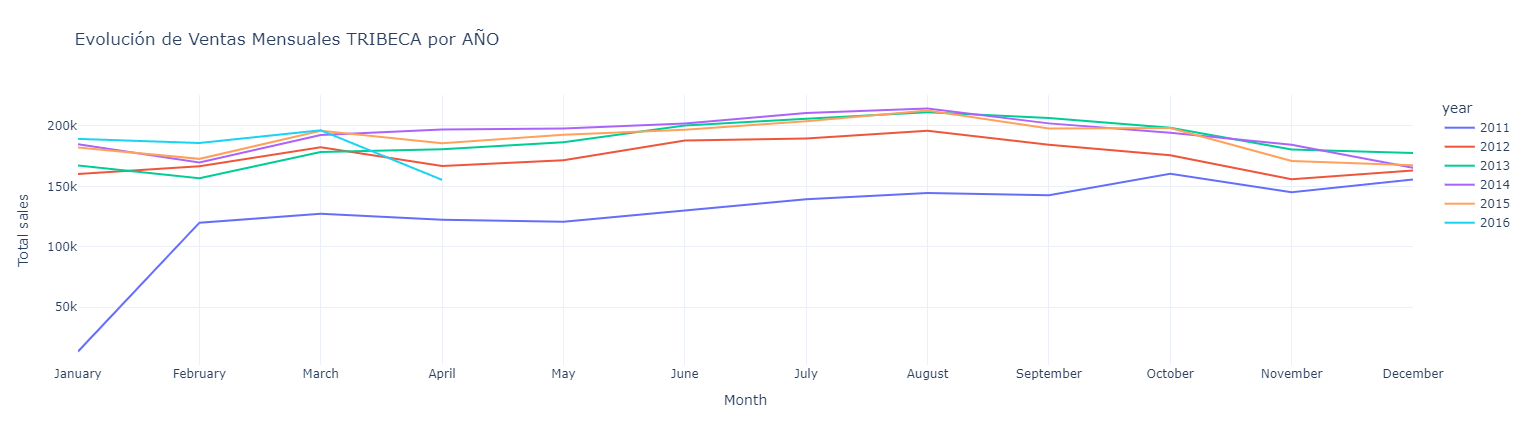 Evolución de Ventas Mensuales TRIBECA por AÑO
Total sales
200k
150k
100k
50k
January February March April May June July August September October November December
Month
year
2011
2012
2013
2014
2015
2016